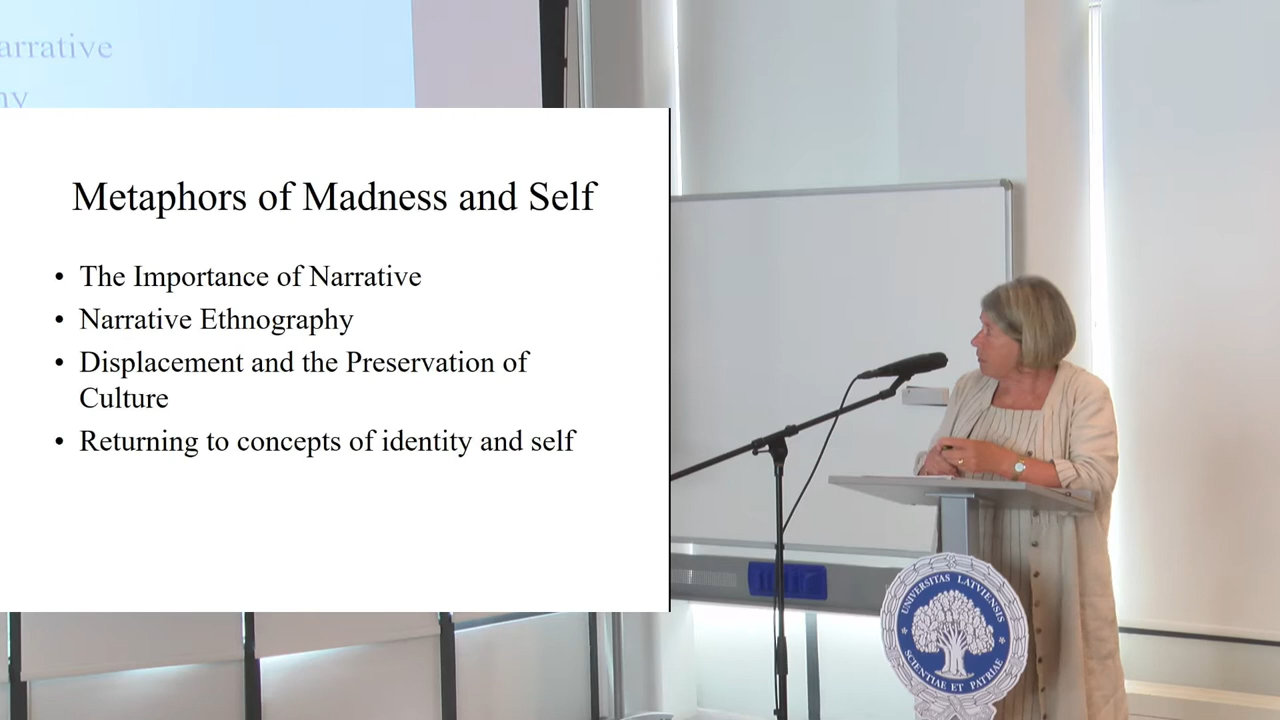 arrative
hy
Metaphors of Madness and Self
• The Importance of Narrative
• Narrative Ethnography
• Displacement and the Preservation of
Culture
• Returning to concepts of identity and self
UNIVERSITAS LATVIENSIS
SCIENTIAE ET PATRIAE